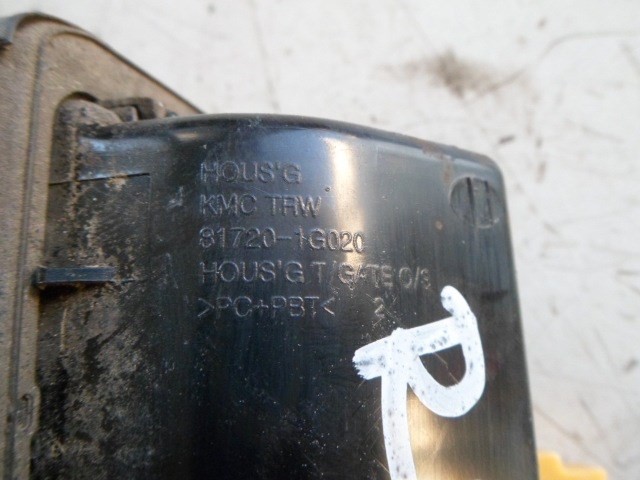 HOUS'G
KMC TRW
81720-1G020
HOUS'G T/GATE O/S
>PC+PBT< 2